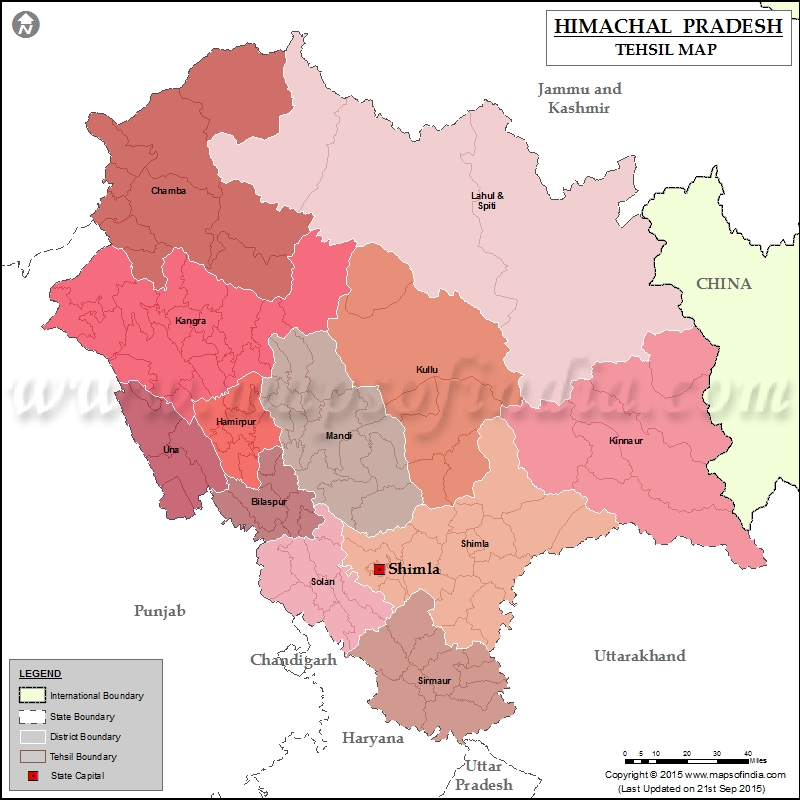 N
HIMACHAL PRADESH
TEHSIL MAP
Jammu and
Kashmir
Chamba
Lahul &
Spiti
CHINA
Kangra
Kullu
www.mapsofindia.com
Hamirpur
Mandi
Kinnaur
Una
Bilaspur
Shimla
Shimla
Solan
Punjab
Chandigarh
Uttarakhand
Sirmaur
LEGEND
International Boundary
State Boundary
District Boundary
Tehsil Boundary
State Capital
Haryana
Uttar
Pradesh
0 5 10 20 30 40
Miles
Copyright © 2015 www.mapsofindia.com
(Last Updated on 21st Sep 2015)